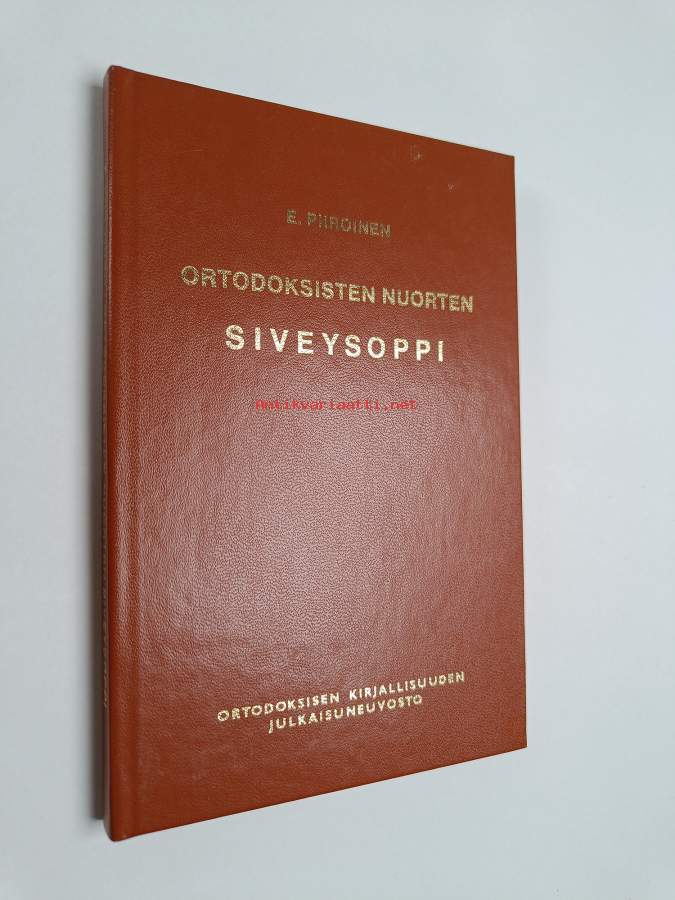 E. PIIROINEN
ORTODOKSISTEN NUORTEN
SIVEYSOPPI
Antikvariaatti.net
ORTODOKSISEN KIRJALLISUUDEN
JULKAISUNEUVOSTO